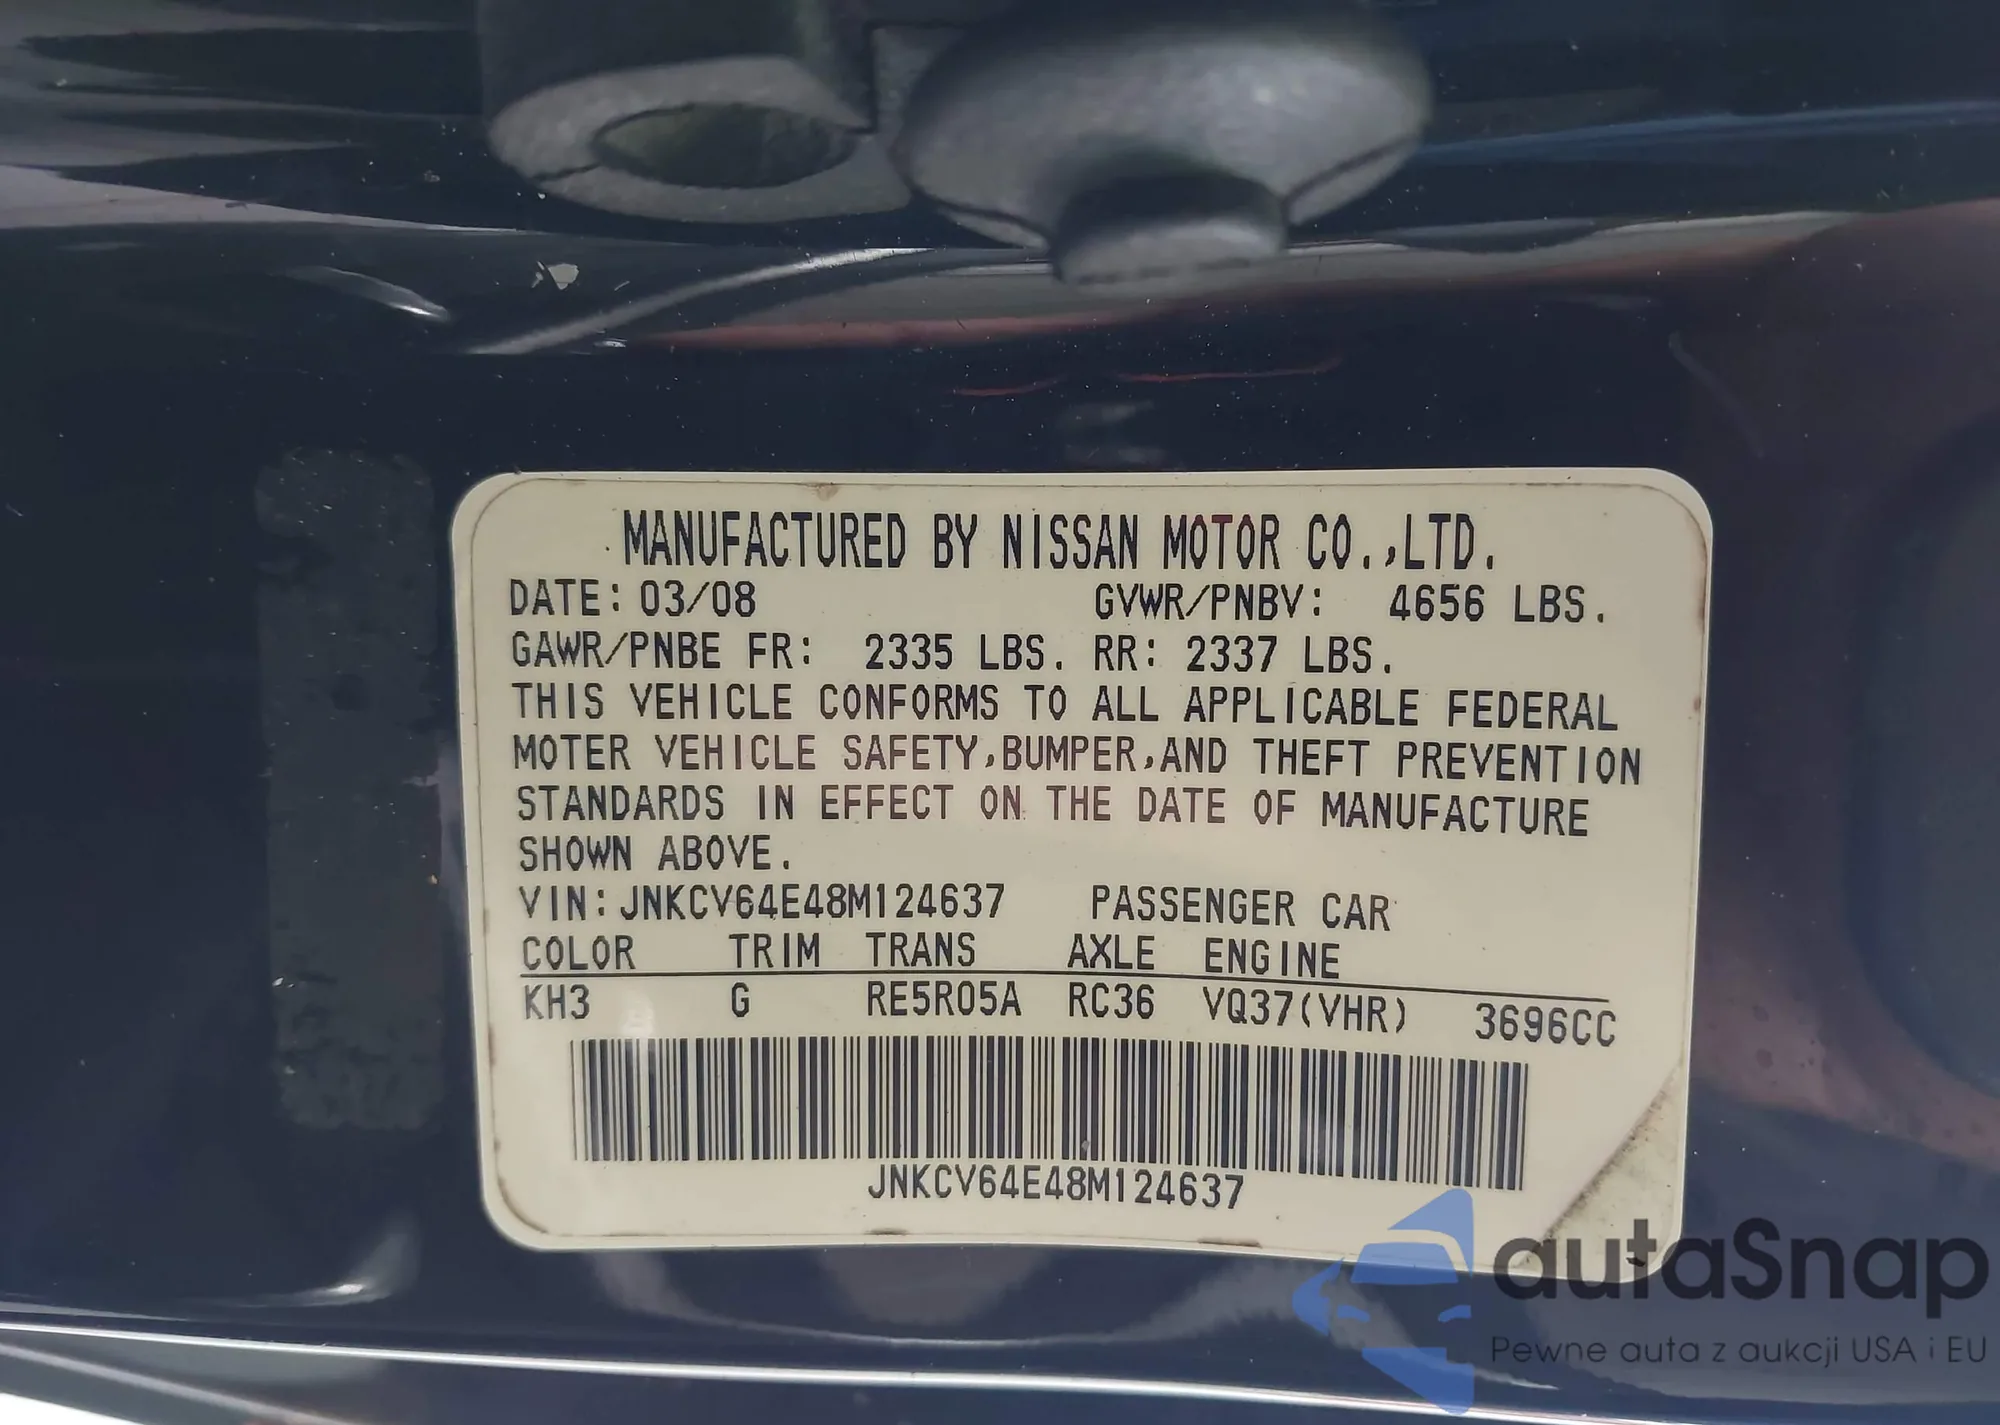 MANUFACTURED BY NISSAN MOTOR CO.,LTD.
DATE: 03/08 GVWR/PNBV: 4656 LBS.
GAWR/PNBE FR: 2335 LBS. RR: 2337 LBS.
THIS VEHICLE CONFORMS TO ALL APPLICABLE FEDERAL
MOTER VEHICLE SAFETY,BUMPER,AND THEFT PREVENTION
STANDARDS IN EFFECT ON THE DATE OF MANUFACTURE
SHOWN ABOVE.
VIN:JNKCV64E48M124637 PASSENGER CAR
COLOR TRIM TRANS AXLE ENGINE
KH3 G RE5R05A RC36 VQ37(VHR) 3696CC
JNKCV64E48M124637
autaSnap
Pewne auta z aukcji USA i EU